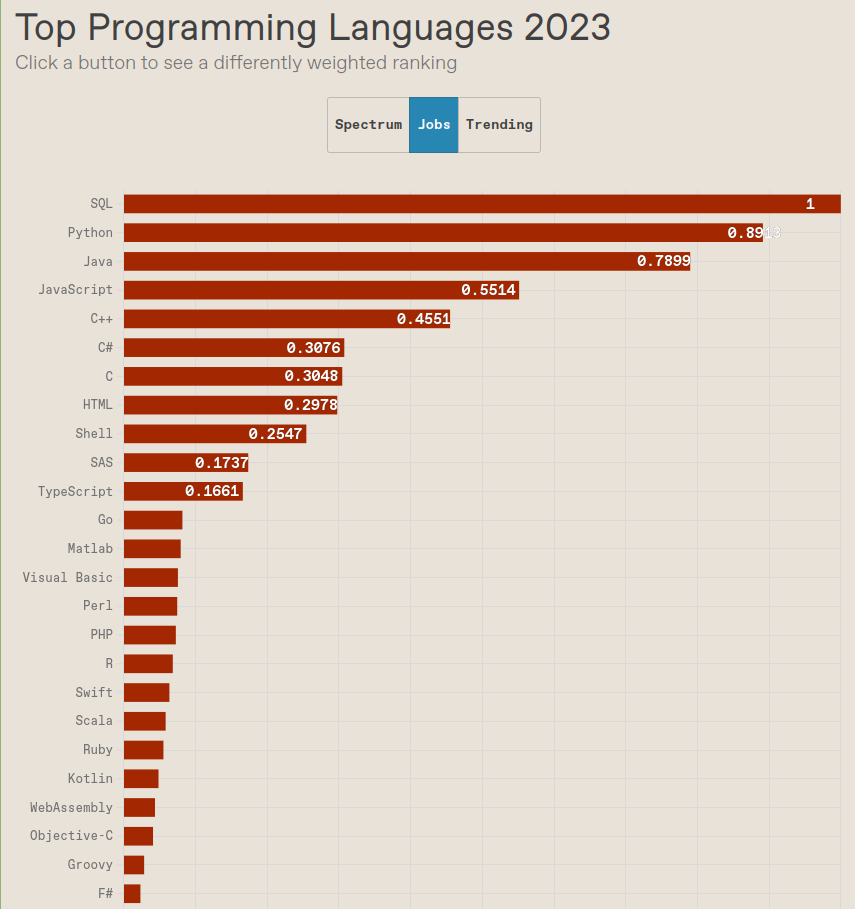 Top Programming Languages 2023
Click a button to see a differently weighted ranking
Spectrum Jobs Trending
SQL 1
Python 0.8913
Java 0.7899
JavaScript 0.5514
C++ 0.4551
C# 0.3076
C 0.3048
HTML 0.2978
Shell 0.2547
SAS 0.1737
TypeScript 0.1661
Go
Matlab
Visual Basic
Perl
PHP
R
Swift
Scala
Ruby
Kotlin
WebAssembly
Objective-C
Groovy
F#